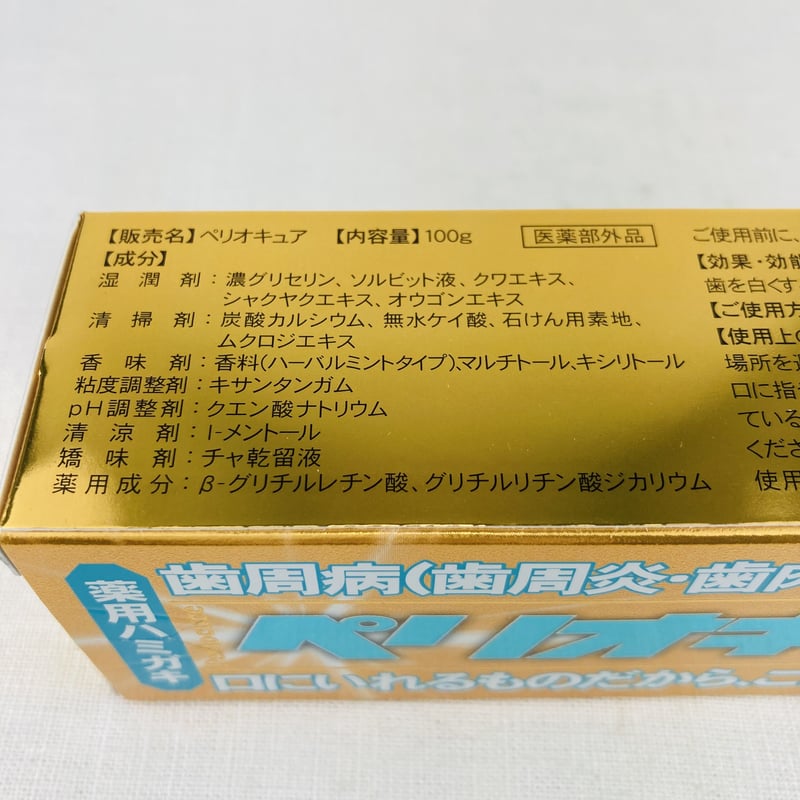 【販売名】ペリオキュア 【内容量】100g 医薬部外品
【成分】
湿潤剤：濃グリセリン、ソルビット液、クワエキス、
シャクヤクエキス、オウゴンエキス
清掃剤：炭酸カルシウム、無水ケイ酸、石けん用素地、
ムクロジエキス
香味剤：香料(ハーバルミントタイプ)、マルチトール、キシリトール
粘度調整剤：キサンタンガム
pH調整剤：クエン酸ナトリウム
清涼剤：l-メントール
矯味剤：チャ乾留液
薬用成分：β-グリチルレチン酸、グリチルリチン酸ジカリウム
ご使用前に、
【効果・効能
歯を白くす
【ご使用方
【使用上の
場所を
口に指
ている
くださ
使用
薬用ハミガキ
歯周病(歯周炎・歯肉
ペリオキ
口にいれるものだから、こ